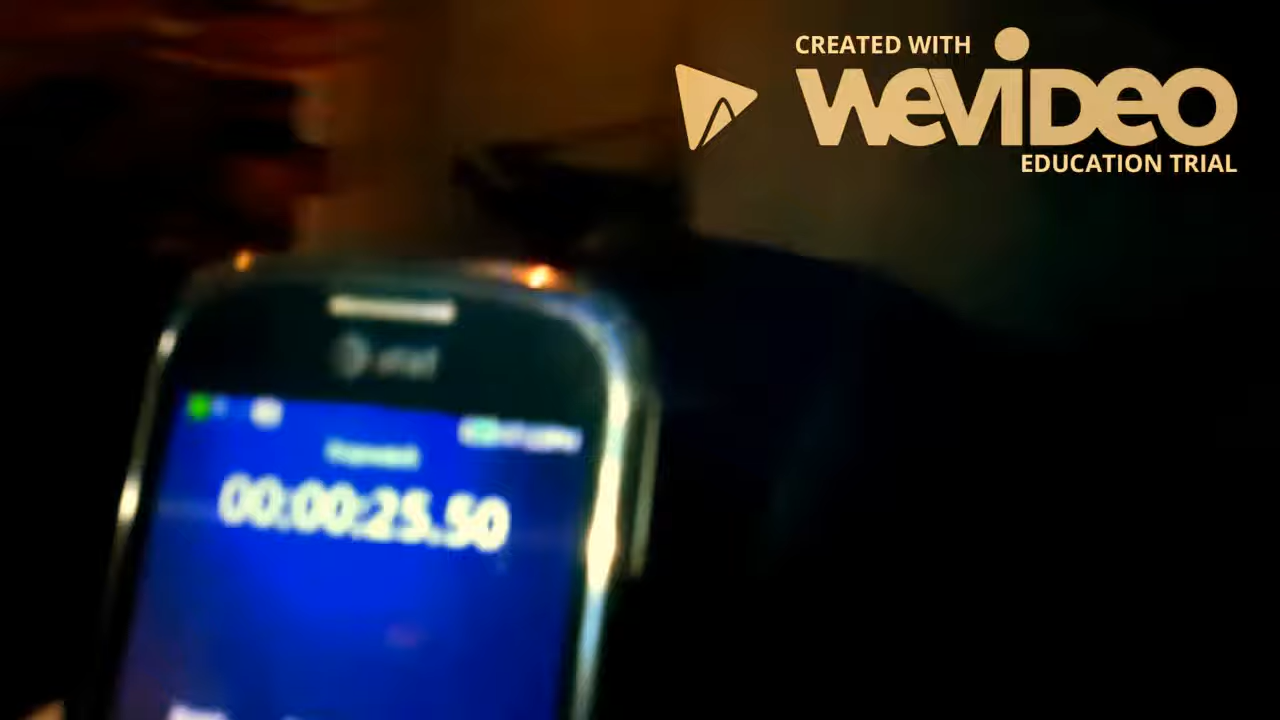 CREATED WITH
WEVIDEO
EDUCATION TRIAL
at&t
00:00:25.50